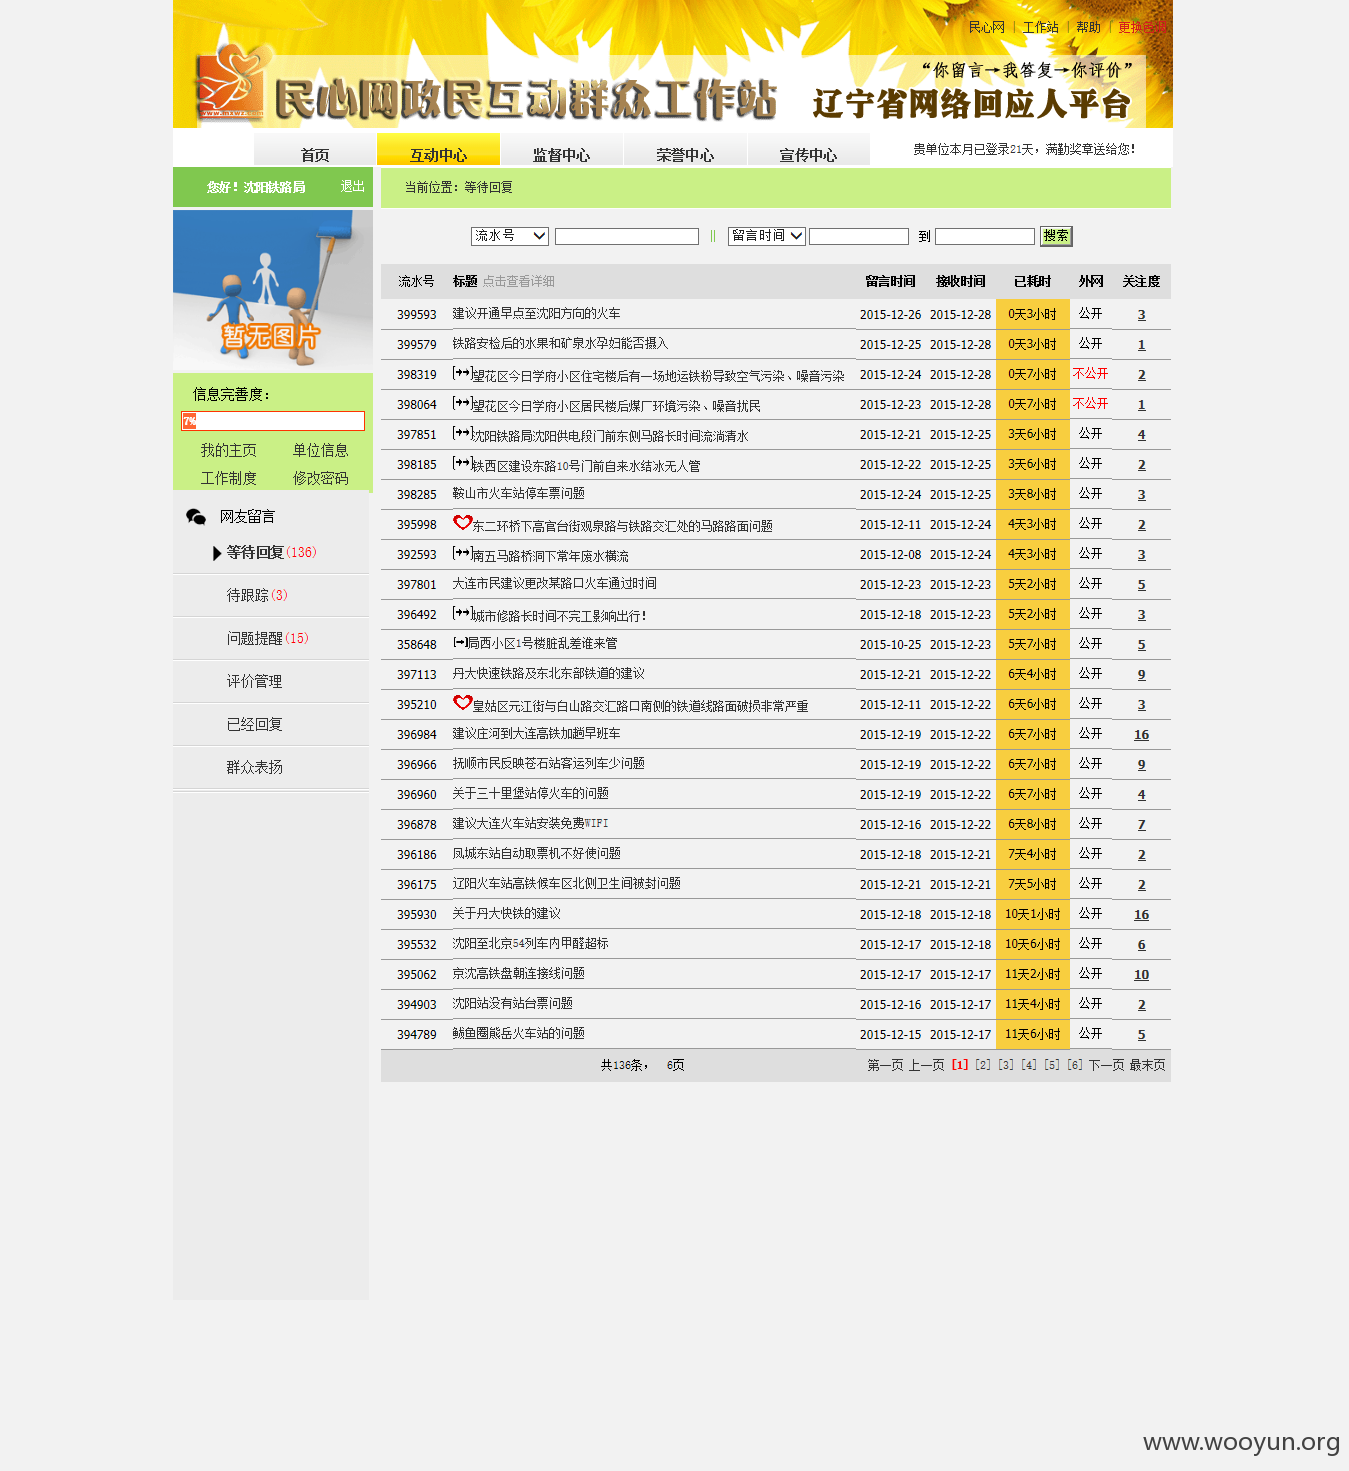 民心网 | 工作站 | 帮助 | 更换
“你留言→我答复→你评价”
民心网政民互动群众工作站
辽宁省网络回应人平台
www.mxwz.com
首页 互动中心 监督中心 荣誉中心 宣传中心
贵单位本月已登录21天，满勤奖章送给您！
您好！沈阳铁路局 退出
当前位置：等待回复
流水号 || 留言时间 到 搜索
暂无图片
信息完善度：
7%
我的主页 单位信息
工作制度 修改密码
网友留言
等待回复(136)
待跟踪(3)
问题提醒(15)
评价管理
已经回复
群众表扬
流水号 标题 点击查看详细 留言时间 接收时间 已耗时 外网 关注度
399593 建议开通早点至沈阳方向的火车 2015-12-26 2015-12-28 0天3小时 公开 3
399579 铁路安检后的水果和矿泉水孕妇能否摄入 2015-12-25 2015-12-28 0天3小时 公开 1
398319 望花区今日学府小区住宅楼后有一场地运铁粉导致空气污染、噪音污染 2015-12-24 2015-12-28 0天7小时 不公开 2
398064 望花区今日学府小区居民楼后煤厂环境污染、噪音扰民 2015-12-23 2015-12-28 0天7小时 不公开 1
397851 沈阳铁路局沈阳供电段门前东侧马路长时间流淌清水 2015-12-21 2015-12-25 3天6小时 公开 4
398185 铁西区建设东路10号门前自来水结冰无人管 2015-12-22 2015-12-25 3天6小时 公开 2
398285 鞍山市火车站停车票问题 2015-12-24 2015-12-25 3天8小时 公开 3
395998 东二环桥下高官台街观泉路与铁路交汇处的马路路面问题 2015-12-11 2015-12-24 4天3小时 公开 2
392593 南五马路桥洞下常年废水横流 2015-12-08 2015-12-24 4天3小时 公开 3
397801 大连市民建议更改某路口火车通过时间 2015-12-23 2015-12-23 5天2小时 公开 5
396492 城市修路长时间不完工影响出行！ 2015-12-18 2015-12-23 5天2小时 公开 3
358648 局西小区1号楼脏乱差谁来管 2015-10-25 2015-12-23 5天7小时 公开 5
397113 丹大快速铁路及东北东部铁道的建议 2015-12-21 2015-12-22 6天4小时 公开 9
395210 皇姑区元江街与白山路交汇路口南侧的铁道线路面破损非常严重 2015-12-11 2015-12-22 6天6小时 公开 3
396984 建议庄河到大连高铁加趟早班车 2015-12-19 2015-12-22 6天7小时 公开 16
396966 抚顺市民反映苍石站客运列车少问题 2015-12-19 2015-12-22 6天7小时 公开 9
396960 关于三十里堡站停火车的问题 2015-12-19 2015-12-22 6天7小时 公开 4
396878 建议大连火车站安装免费WIFI 2015-12-16 2015-12-22 6天8小时 公开 7
396186 凤城东站自动取票机不好使问题 2015-12-18 2015-12-21 7天4小时 公开 2
396175 辽阳火车站高铁候车区北侧卫生间被封问题 2015-12-21 2015-12-21 7天5小时 公开 2
395930 关于丹大快铁的建议 2015-12-18 2015-12-18 10天1小时 公开 16
395532 沈阳至北京54列车内甲醛超标 2015-12-17 2015-12-18 10天6小时 公开 6
395062 京沈高铁盘朝连接线问题 2015-12-17 2015-12-17 11天2小时 公开 10
394903 沈阳站没有站台票问题 2015-12-16 2015-12-17 11天4小时 公开 2
394789 鲅鱼圈熊岳火车站的问题 2015-12-15 2015-12-17 11天6小时 公开 5
共136条， 6页 第一页 上一页 [1] [2] [3] [4] [5] [6] 下一页 最末页
www.wooyun.org